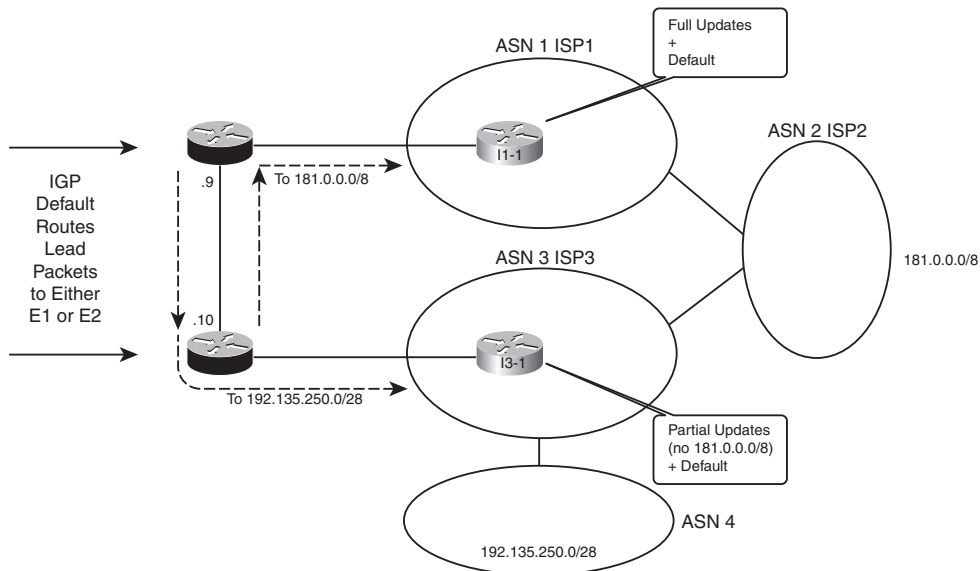 Full Updates
+
Default
ASN 1 ISP1
ASN 2 ISP2
I1-1
IGP
Default
Routes
Lead
Packets
to Either
E1 or E2
.9
To 181.0.0.0/8
181.0.0.0/8
ASN 3 ISP3
.10
I3-1
To 192.135.250.0/28
Partial Updates
(no 181.0.0.0/8)
+ Default
ASN 4
192.135.250.0/28